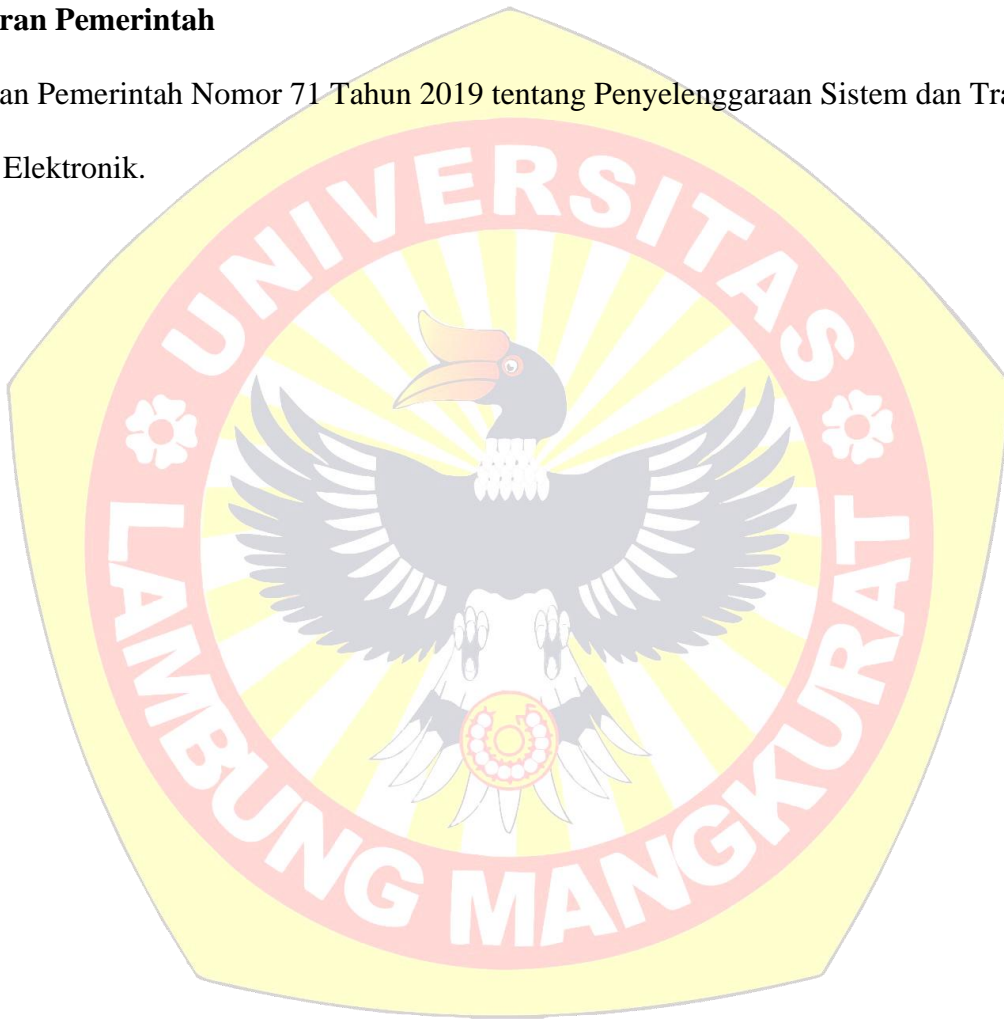 ran Pemerintah
an Pemerintah Nomor 71 Tahun 2019 tentang Penyelenggaraan Sistem dan Tra
Elektronik.
UNIVERSITAS
LAMBUNG MANGKURAT